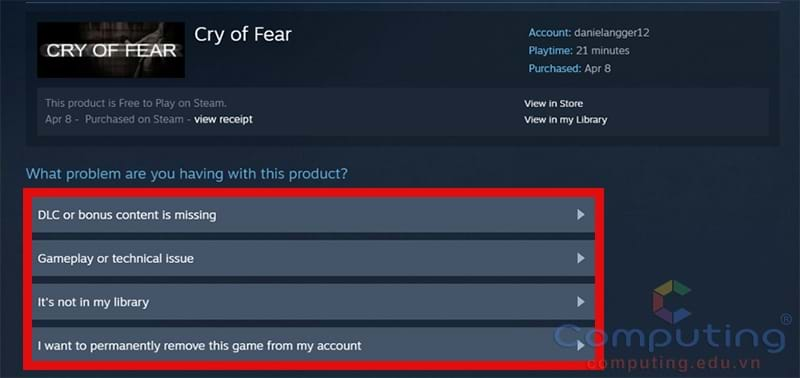 CRY OF FEAR
Cry of Fear
Account: danielangger12
Playtime: 21 minutes
Purchased: Apr 8
This product is Free to Play on Steam.
View in Store
Apr 8 - Purchased on Steam - view receipt
View in my Library
What problem are you having with this product?
DLC or bonus content is missing
Gameplay or technical issue
It's not in my library
I want to permanently remove this game from my account
Computing®
computing.edu.vn